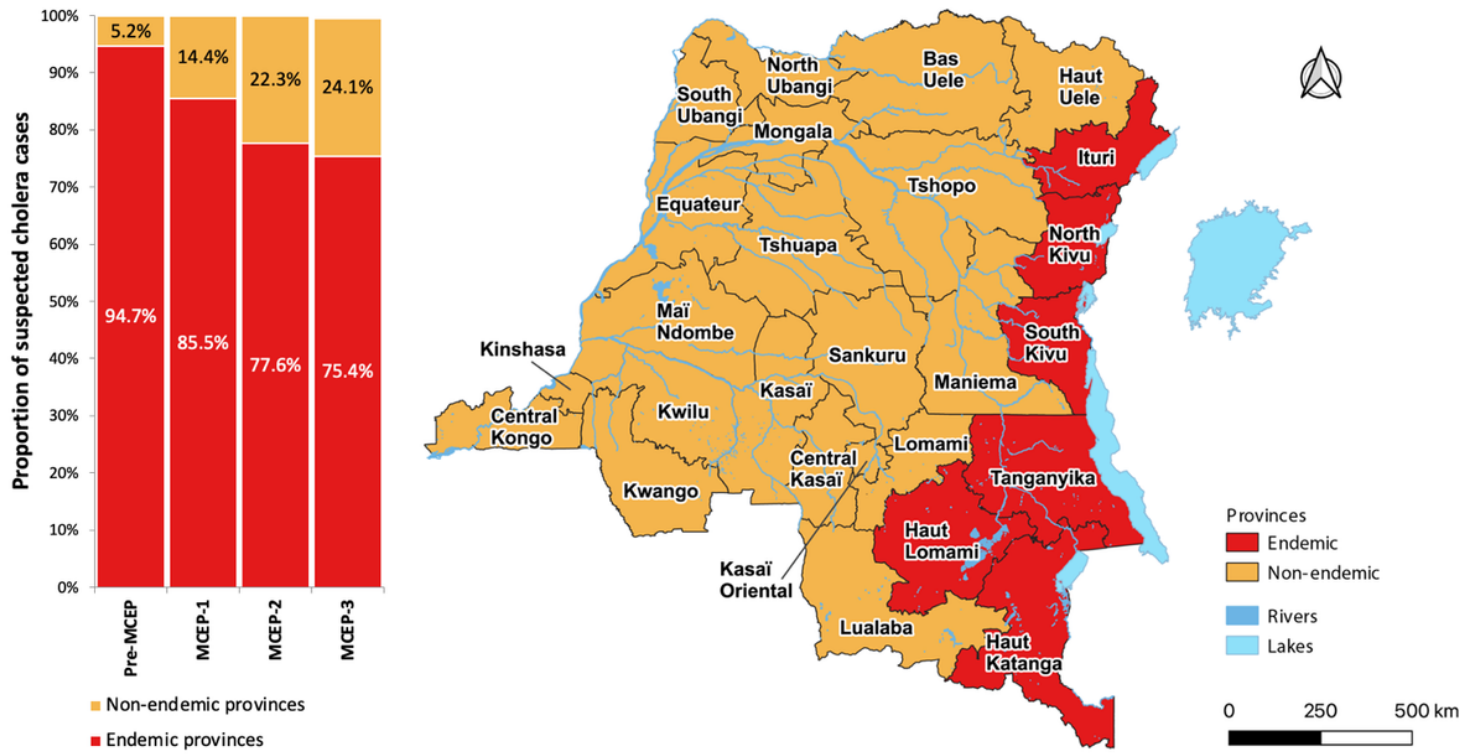 Proportion of suspected cholera cases
100%
90%
80%
70%
60%
50%
40%
30%
20%
10%
0%
5.2%
14.4%
22.3%
24.1%
94.7%
85.5%
77.6%
75.4%
Pre-MCEP
MCEP-1
MCEP-2
MCEP-3
Non-endemic provinces
Endemic provinces
North
Ubangi
South
Ubangi
Bas
Uele
Haut
Uele
Mongala
Ituri
Tshopo
Equateur
Tshuapa
North
Kivu
Maï
Ndombe
South
Kivu
Kinshasa
Sankuru
Maniema
Kasaï
Central
Kongo
Kwilu
Lomami
Central
Kasaï
Kwango
Tanganyika
Haut
Lomami
Kasaï
Oriental
Lualaba
Haut
Katanga
Provinces
Endemic
Non-endemic
Rivers
Lakes
0 250 500 km